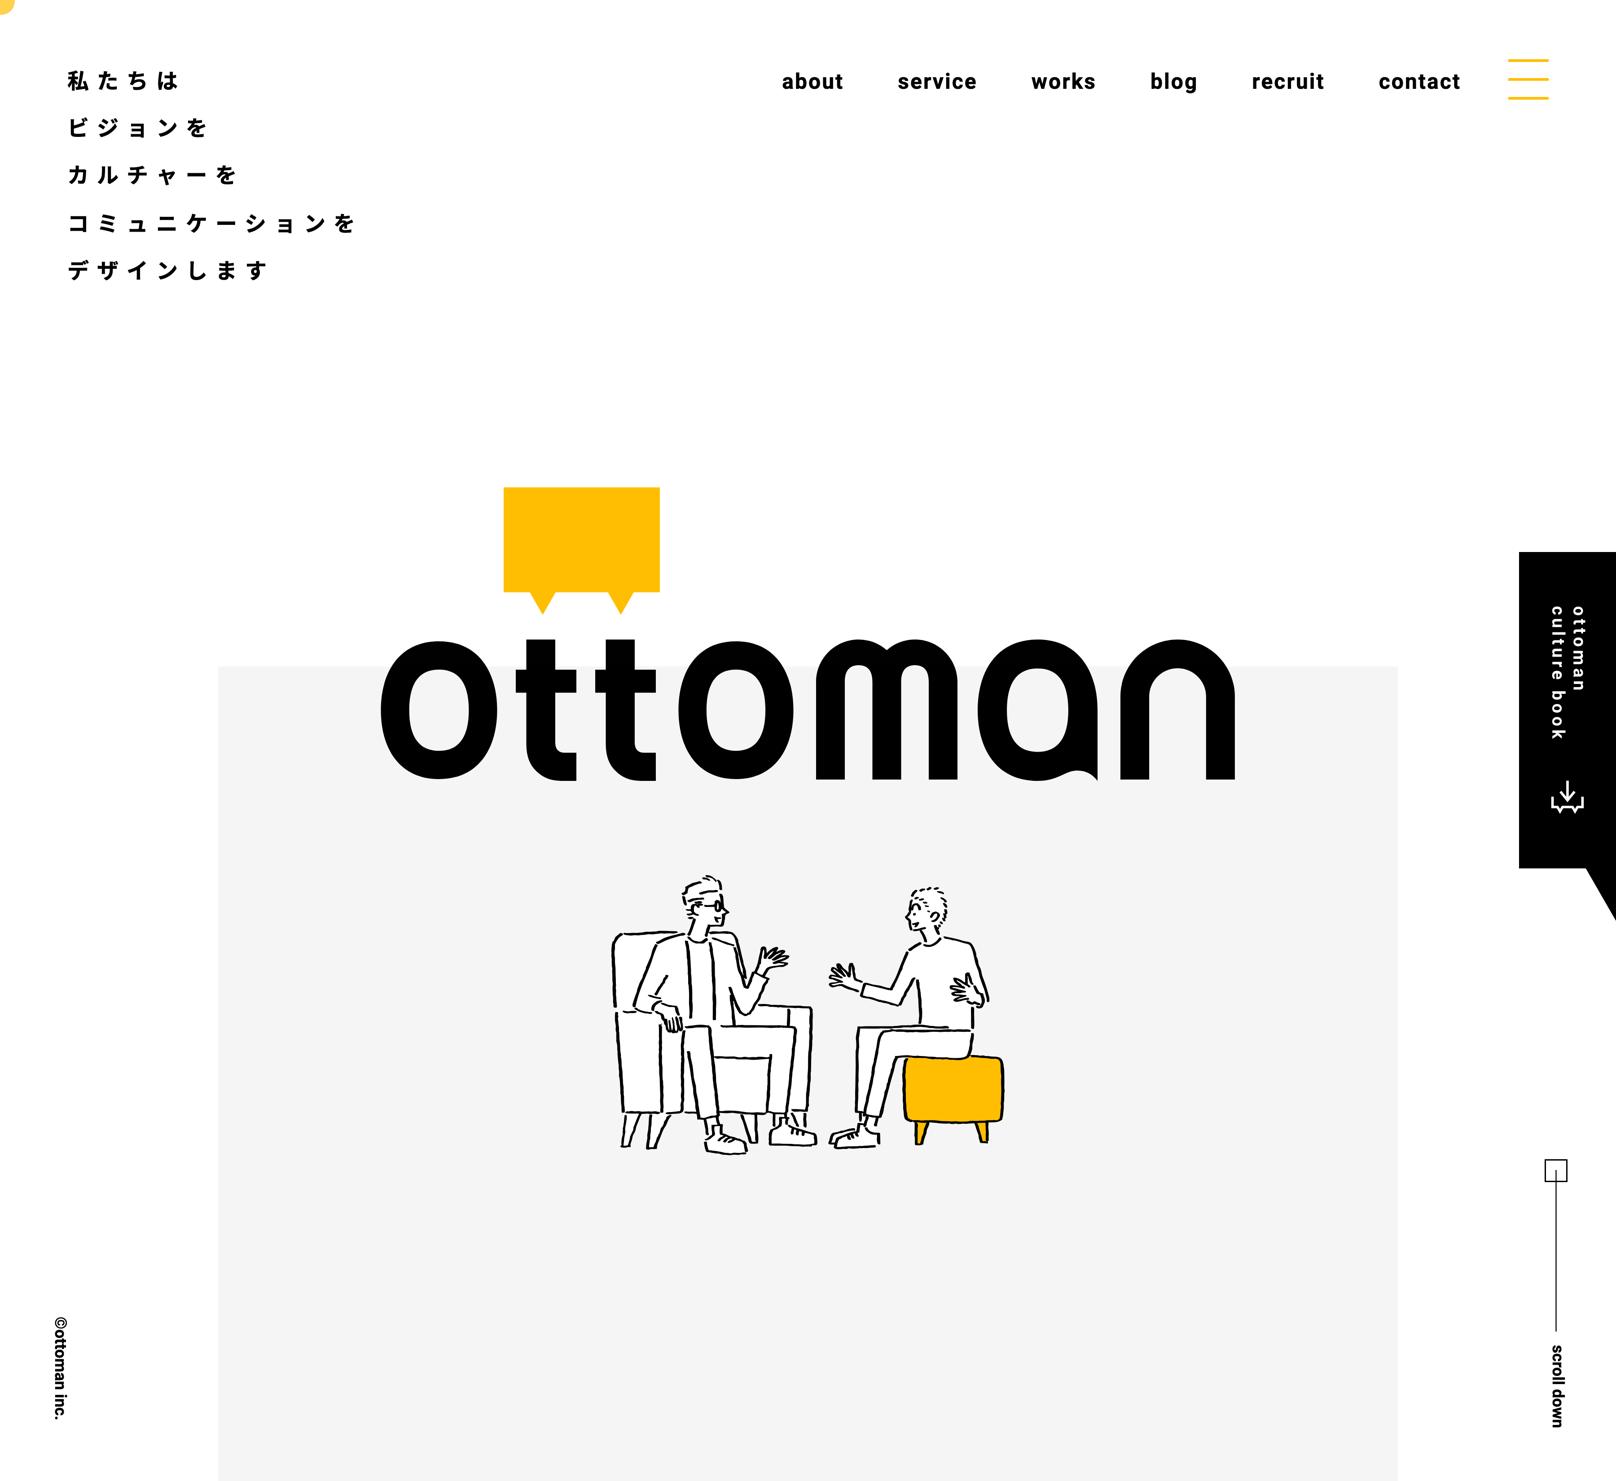 私たちは
ビジョンを
カルチャーを
コミュニケーションを
デザインします
about service works blog recruit contact
ottoman
ottoman
culture book
scroll down
©ottoman inc.